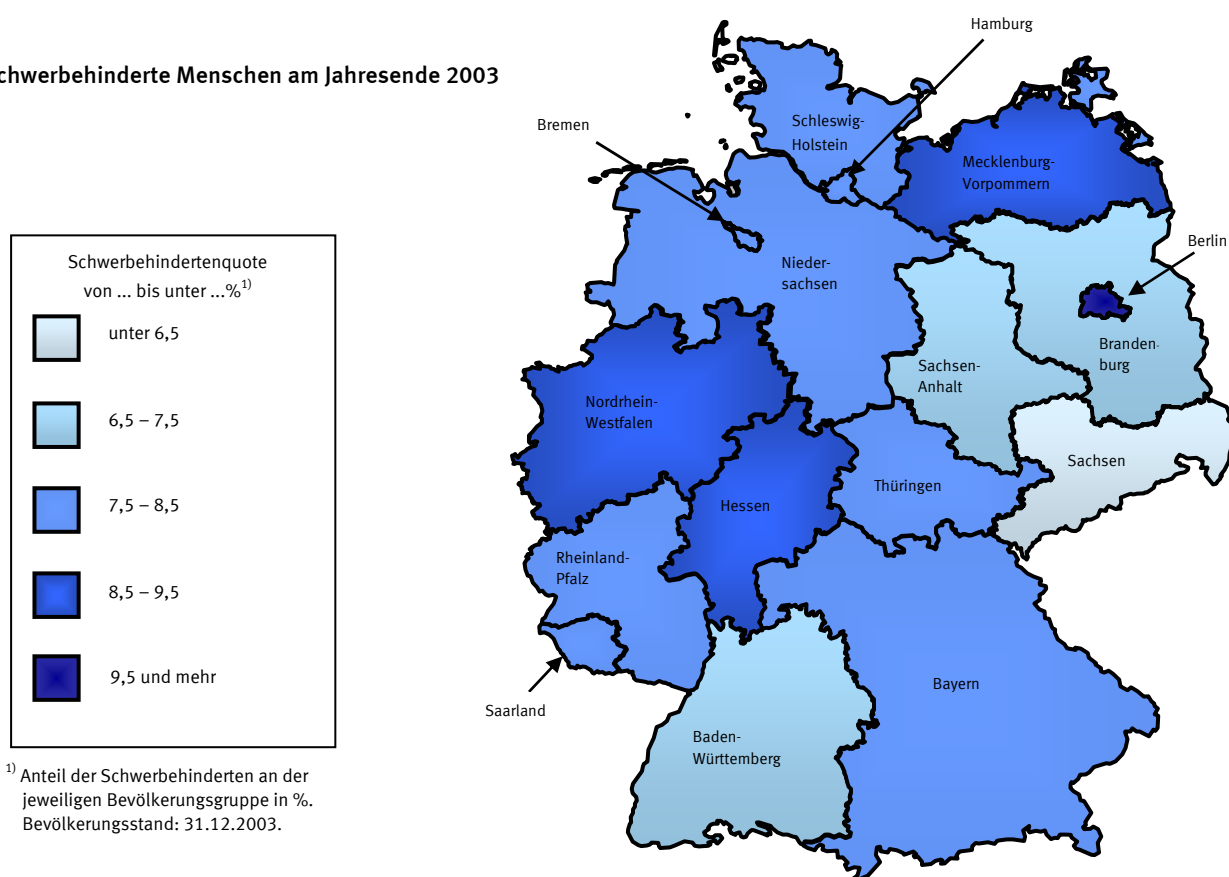 chwerbehinderte Menschen am Jahresende 2003
Hamburg
Bremen
Schleswig-
Holstein
Mecklenburg-
Vorpommern
Berlin
Nieder-
sachsen
Schwerbehindertenquote
von ... bis unter ...%1)
unter 6,5
6,5 – 7,5
7,5 – 8,5
8,5 – 9,5
9,5 und mehr
Branden-
burg
Sachsen-
Anhalt
Nordrhein-
Westfalen
Sachsen
Thüringen
Hessen
Rheinland-
Pfalz
Bayern
Saarland
Baden-
Württemberg
1) Anteil der Schwerbehinderten an der
jeweiligen Bevölkerungsgruppe in %.
Bevölkerungsstand: 31.12.2003.